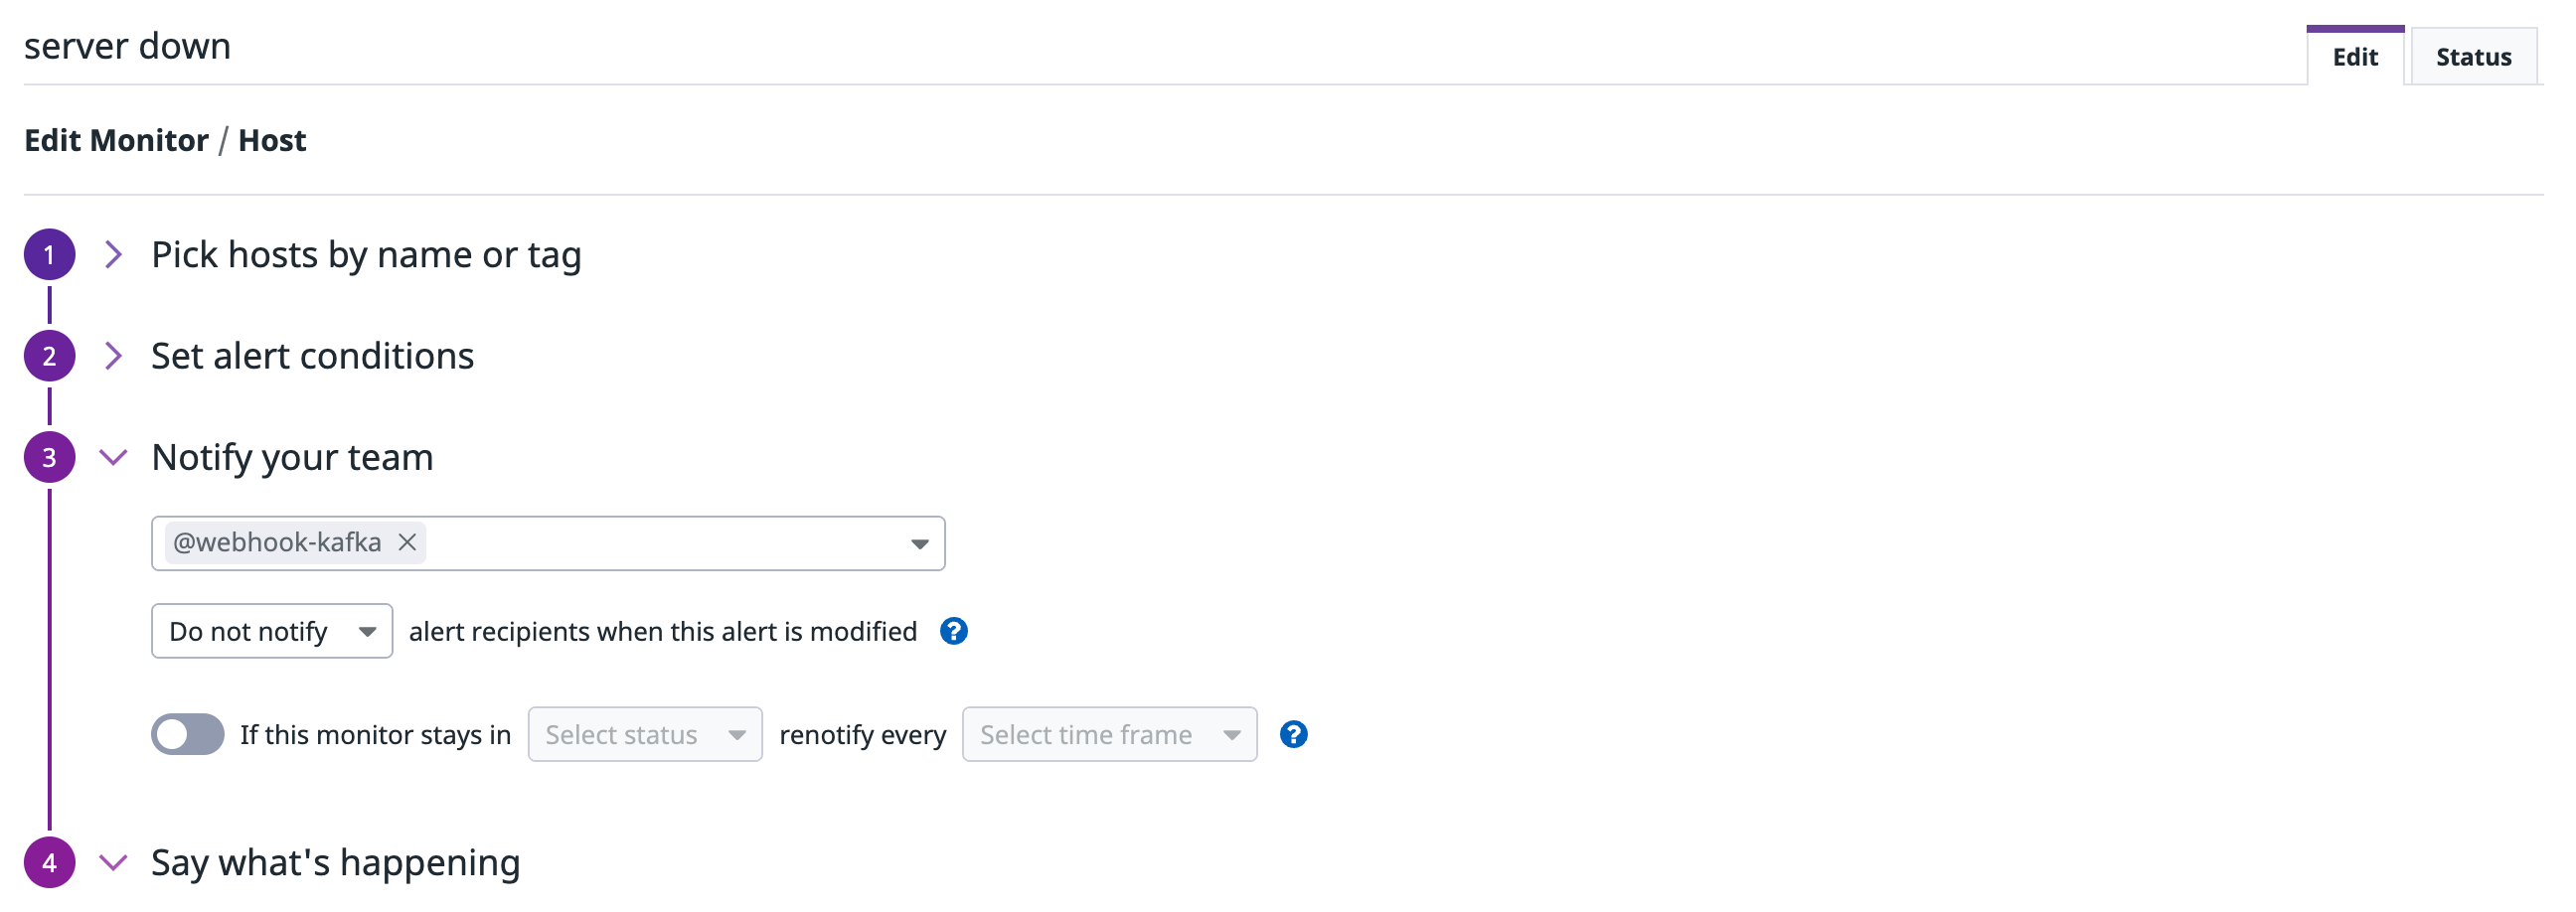 server down
Edit
Status
Edit Monitor / Host
1 Pick hosts by name or tag
2 Set alert conditions
3 Notify your team
@webhook-kafka
Do not notify alert recipients when this alert is modified ?
If this monitor stays in Select status renotify every Select time frame ?
4 Say what's happening